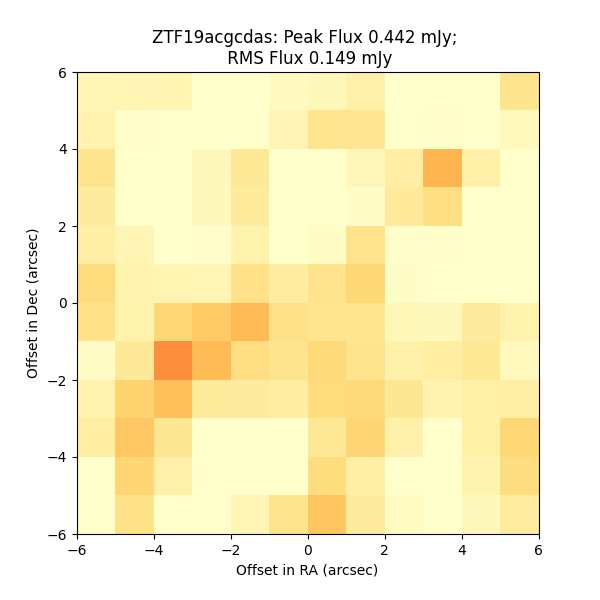 ZTF19acgcdas: Peak Flux 0.442 mJy;
RMS Flux 0.149 mJy
6
4
2
0
−2
−4
−6
Offset in Dec (arcsec)
−6 −4 −2 0 2 4 6
Offset in RA (arcsec)